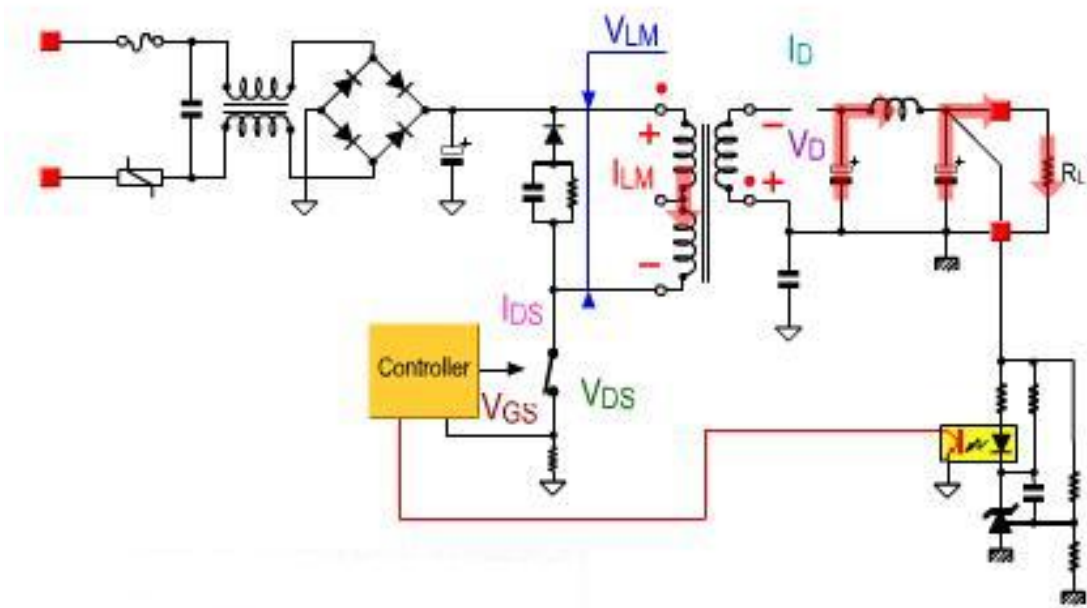 VLM
ID
+
−
VD
+
+
+
ILM
+
RL
−
IDS
Controller
VGS
VDS